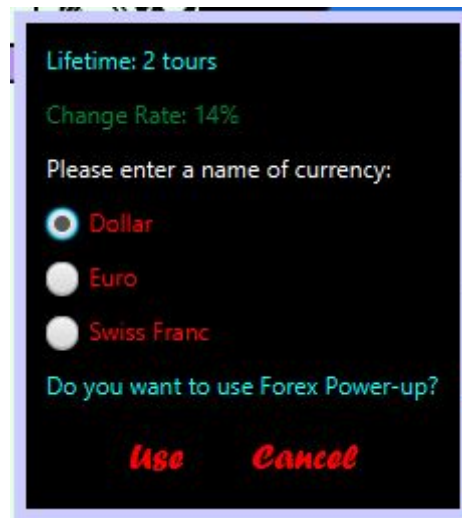 Lifetime: 2 tours
Change Rate: 14%
Please enter a name of currency:
Dollar
Euro
Swiss Franc
Do you want to use Forex Power-up?
Use Cancel